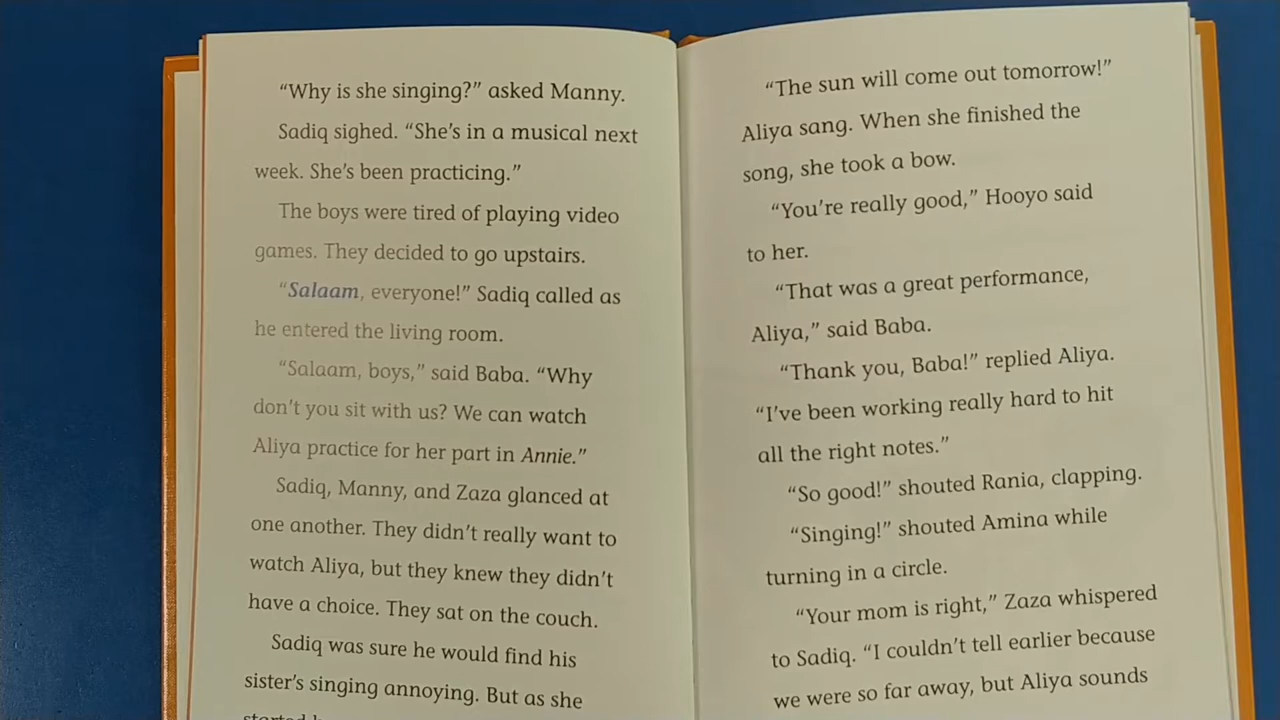 “Why is she singing?” asked Manny.
Sadiq sighed. “She’s in a musical next
week. She’s been practicing.”
The boys were tired of playing video
games. They decided to go upstairs.
“Salaam, everyone!” Sadiq called as
he entered the living room.
“Salaam, boys,” said Baba. “Why
don’t you sit with us? We can watch
Aliya practice for her part in Annie.”
Sadiq, Manny, and Zaza glanced at
one another. They didn’t really want to
watch Aliya, but they knew they didn’t
have a choice. They sat on the couch.
Sadiq was sure he would find his
sister’s singing annoying. But as she
“The sun will come out tomorrow!”
Aliya sang. When she finished the
song, she took a bow.
“You’re really good,” Hooyo said
to her.
“That was a great performance,
Aliya,” said Baba.
“Thank you, Baba!” replied Aliya.
“I’ve been working really hard to hit
all the right notes.”
“So good!” shouted Rania, clapping.
“Singing!” shouted Amina while
turning in a circle.
“Your mom is right,” Zaza whispered
to Sadiq. “I couldn’t tell earlier because
we were so far away, but Aliya sounds